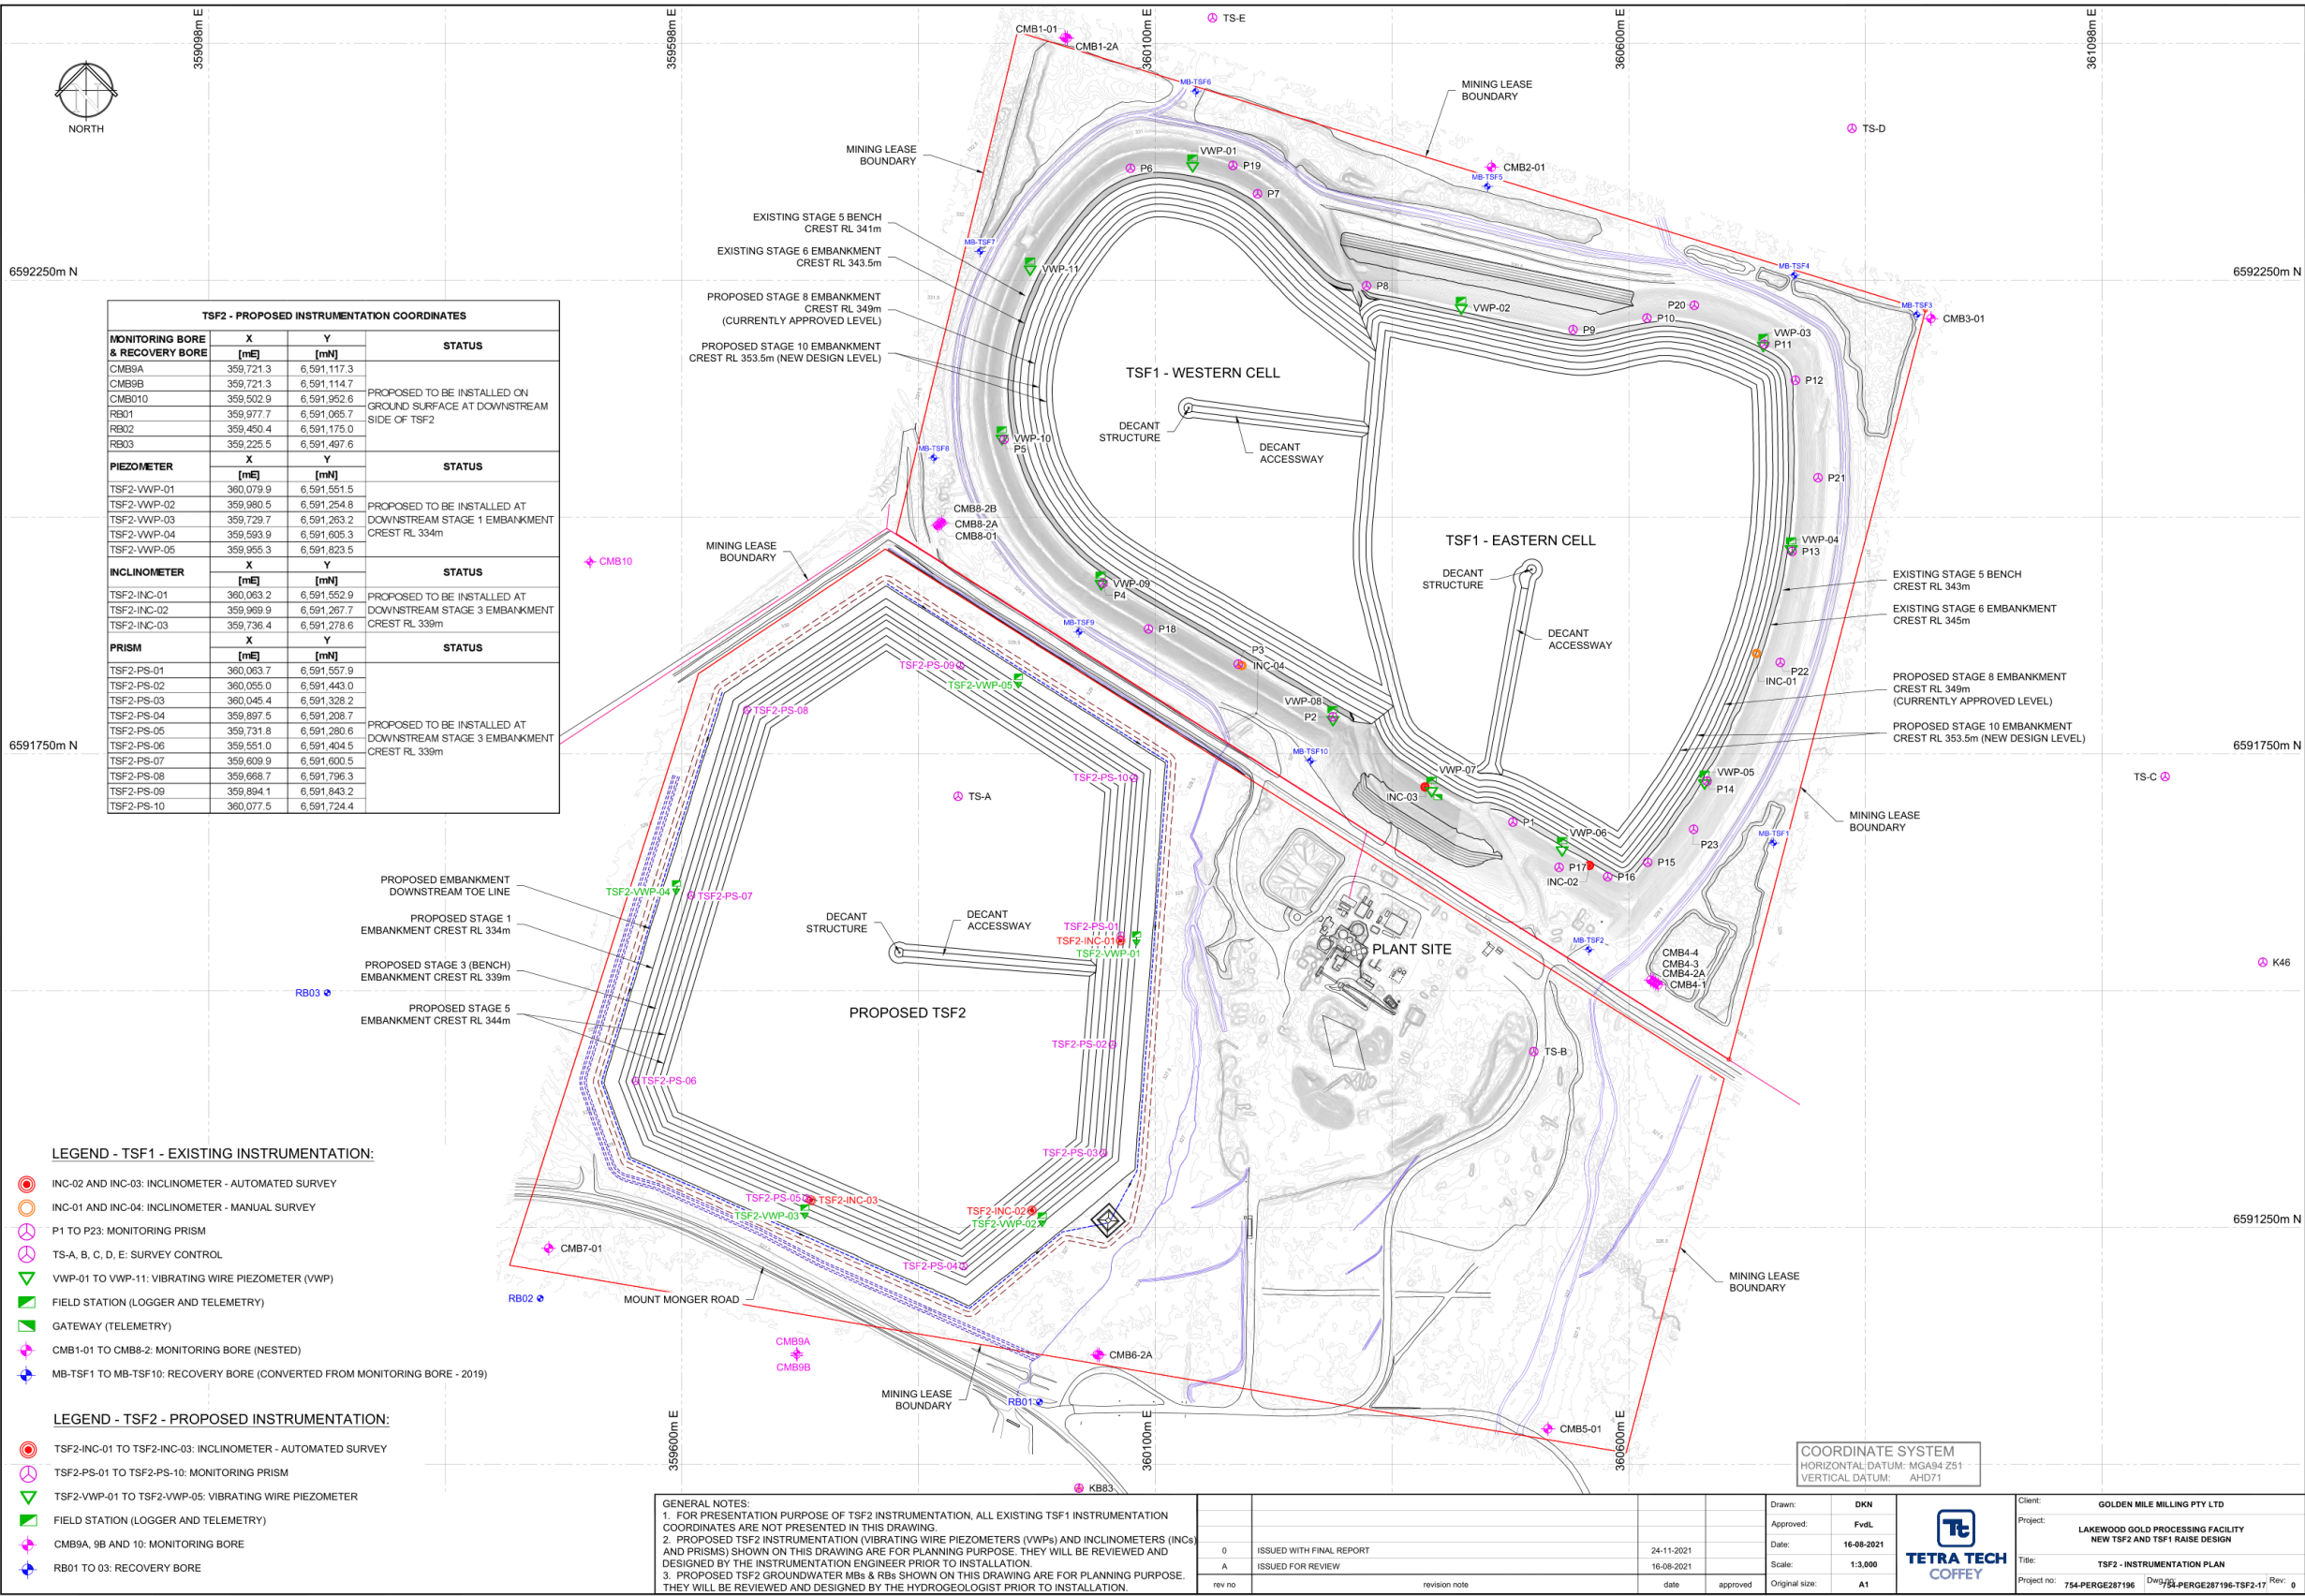 359098m E
359598m E
360100m E
360600m E
361098m E
NORTH
6592250m N
6592250m N
6591750m N
6591750m N
6591250m N
359600m E
360100m E
360600m E
TSF2 - PROPOSED INSTRUMENTATION COORDINATES
MONITORING BORE & RECOVERY BORE X [mE] Y [mN] STATUS
CMB9A 359,721.3 6,591,117.3
CMB9B 359,721.3 6,591,114.7
CMB010 359,502.9 6,591,952.6
RB01 359,977.7 6,591,065.7
RB02 359,450.4 6,591,175.0
RB03 359,225.5 6,591,497.6
PROPOSED TO BE INSTALLED ON
GROUND SURFACE AT DOWNSTREAM
SIDE OF TSF2
PIEZOMETER X [mE] Y [mN] STATUS
TSF2-VWP-01 360,079.9 6,591,551.5
TSF2-VWP-02 359,980.5 6,591,254.8
TSF2-VWP-03 359,729.7 6,591,263.2
TSF2-VWP-04 359,593.9 6,591,605.3
TSF2-VWP-05 359,955.3 6,591,823.5
PROPOSED TO BE INSTALLED AT
DOWNSTREAM STAGE 1 EMBANKMENT
CREST RL 334m
INCLINOMETER X [mE] Y [mN] STATUS
TSF2-INC-01 360,063.2 6,591,552.9
TSF2-INC-02 359,969.9 6,591,267.7
TSF2-INC-03 359,736.4 6,591,278.6
PROPOSED TO BE INSTALLED AT
DOWNSTREAM STAGE 3 EMBANKMENT
CREST RL 339m
PRISM X [mE] Y [mN] STATUS
TSF2-PS-01 360,063.7 6,591,557.9
TSF2-PS-02 360,055.0 6,591,443.0
TSF2-PS-03 360,045.4 6,591,328.2
TSF2-PS-04 359,897.5 6,591,208.7
TSF2-PS-05 359,731.8 6,591,280.6
TSF2-PS-06 359,551.0 6,591,404.5
TSF2-PS-07 359,609.9 6,591,600.5
TSF2-PS-08 359,668.7 6,591,796.3
TSF2-PS-09 359,894.1 6,591,843.2
TSF2-PS-10 360,077.5 6,591,724.4
PROPOSED TO BE INSTALLED AT
DOWNSTREAM STAGE 3 EMBANKMENT
CREST RL 339m
CMB1-01
CMB1-2A
TS-E
MB-TSF6
MINING LEASE
BOUNDARY
TS-D
MINING LEASE
BOUNDARY
VWP-01
P6
P19
P7
CMB2-01
MB-TSF5
EXISTING STAGE 5 BENCH
CREST RL 341m
EXISTING STAGE 6 EMBANKMENT
CREST RL 343.5m
PROPOSED STAGE 8 EMBANKMENT
CREST RL 349m
(CURRENTLY APPROVED LEVEL)
PROPOSED STAGE 10 EMBANKMENT
CREST RL 353.5m (NEW DESIGN LEVEL)
MB-TSF7
VWP-11
P8
VWP-02
P9
P10
P20
MB-TSF4
MB-TSF3
CMB3-01
VWP-03
P11
P12
TSF1 - WESTERN CELL
DECANT
STRUCTURE
DECANT
ACCESSWAY
VWP-10
P5
MB-TSF8
P21
CMB8-2B
CMB8-2A
CMB8-01
MINING LEASE
BOUNDARY
CMB10
TSF1 - EASTERN CELL
DECANT
STRUCTURE
DECANT
ACCESSWAY
VWP-04
P13
VWP-09
P4
MB-TSF9
P18
P3
INC-04
EXISTING STAGE 5 BENCH
CREST RL 343m
EXISTING STAGE 6 EMBANKMENT
CREST RL 345m
P22
INC-01
PROPOSED STAGE 8 EMBANKMENT
CREST RL 349m
(CURRENTLY APPROVED LEVEL)
PROPOSED STAGE 10 EMBANKMENT
CREST RL 353.5m (NEW DESIGN LEVEL)
TSF2-PS-09
TSF2-VWP-05
TSF2-PS-08
VWP-08
P2
MB-TSF10
VWP-07
INC-03
VWP-05
P14
TS-C
TSF2-PS-10
TS-A
P1
VWP-06
P17
INC-02
P16
P15
P23
MB-TSF1
MINING LEASE
BOUNDARY
PROPOSED EMBANKMENT
DOWNSTREAM TOE LINE
TSF2-VWP-04
TSF2-PS-07
PROPOSED STAGE 1
EMBANKMENT CREST RL 334m
DECANT
STRUCTURE
DECANT
ACCESSWAY
TSF2-PS-01
TSF2-INC-01
TSF2-VWP-01
PLANT SITE
MB-TSF2
CMB4-4
CMB4-3
CMB4-2A
CMB4-1
K46
PROPOSED STAGE 3 (BENCH)
EMBANKMENT CREST RL 339m
RB03
PROPOSED STAGE 5
EMBANKMENT CREST RL 344m
PROPOSED TSF2
TSF2-PS-02
TS-B
TSF2-PS-06
TSF2-PS-03
TSF2-PS-05
TSF2-INC-03
TSF2-VWP-03
TSF2-INC-02
TSF2-VWP-02
CMB7-01
TSF2-PS-04
RB02
MOUNT MONGER ROAD
MINING LEASE
BOUNDARY
CMB9A
CMB9B
CMB6-2A
MINING LEASE
BOUNDARY
RB01
CMB5-01
KB83
LEGEND - TSF1 - EXISTING INSTRUMENTATION:
INC-02 AND INC-03: INCLINOMETER - AUTOMATED SURVEY
INC-01 AND INC-04: INCLINOMETER - MANUAL SURVEY
P1 TO P23: MONITORING PRISM
TS-A, B, C, D, E: SURVEY CONTROL
VWP-01 TO VWP-11: VIBRATING WIRE PIEZOMETER (VWP)
FIELD STATION (LOGGER AND TELEMETRY)
GATEWAY (TELEMETRY)
CMB1-01 TO CMB8-2: MONITORING BORE (NESTED)
MB-TSF1 TO MB-TSF10: RECOVERY BORE (CONVERTED FROM MONITORING BORE - 2019)
LEGEND - TSF2 - PROPOSED INSTRUMENTATION:
TSF2-INC-01 TO TSF2-INC-03: INCLINOMETER - AUTOMATED SURVEY
TSF2-PS-01 TO TSF2-PS-10: MONITORING PRISM
TSF2-VWP-01 TO TSF2-VWP-05: VIBRATING WIRE PIEZOMETER
FIELD STATION (LOGGER AND TELEMETRY)
CMB9A, 9B AND 10: MONITORING BORE
RB01 TO 03: RECOVERY BORE
COORDINATE SYSTEM
HORIZONTAL DATUM: MGA94 Z51
VERTICAL DATUM: AHD71
GENERAL NOTES:
1. FOR PRESENTATION PURPOSE OF TSF2 INSTRUMENTATION, ALL EXISTING TSF1 INSTRUMENTATION
COORDINATES ARE NOT PRESENTED IN THIS DRAWING.
2. PROPOSED TSF2 INSTRUMENTATION (VIBRATING WIRE PIEZOMETERS (VWPs) AND INCLINOMETERS (INCs)
AND PRISMS) SHOWN ON THIS DRAWING ARE FOR PLANNING PURPOSE. THEY WILL BE REVIEWED AND
DESIGNED BY THE INSTRUMENTATION ENGINEER PRIOR TO INSTALLATION.
3. PROPOSED TSF2 GROUNDWATER MBs & RBs SHOWN ON THIS DRAWING ARE FOR PLANNING PURPOSE.
THEY WILL BE REVIEWED AND DESIGNED BY THE HYDROGEOLOGIST PRIOR TO INSTALLATION.
0 ISSUED WITH FINAL REPORT 24-11-2021
A ISSUED FOR REVIEW 16-08-2021
rev no revision note date approved
Drawn: DKN
Approved: FvdL
Date: 16-08-2021
Scale: 1:3,000
Original size: A1
Tt
TETRA TECH
COFFEY
Client: GOLDEN MILE MILLING PTY LTD
Project: LAKEWOOD GOLD PROCESSING FACILITY
NEW TSF2 AND TSF1 RAISE DESIGN
Title: TSF2 - INSTRUMENTATION PLAN
Project no: 754-PERGE287196 Dwg no: 754-PERGE287196-TSF2-17 Rev: 0